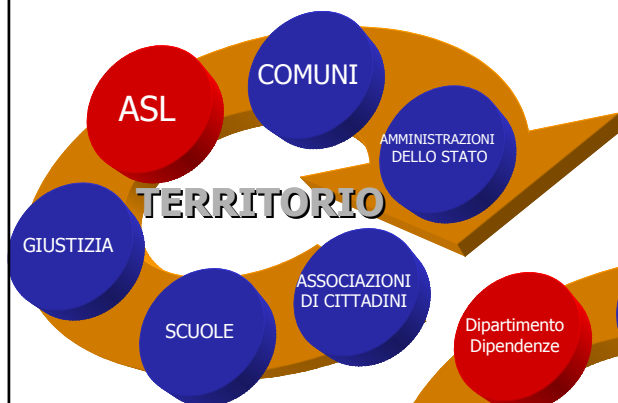 COMUNI
ASL
AMMINISTRAZIONI
DELLO STATO
TERRITORIO
GIUSTIZIA
ASSOCIAZIONI
DI CITTADINI
SCUOLE
Dipartimento
Dipendenze